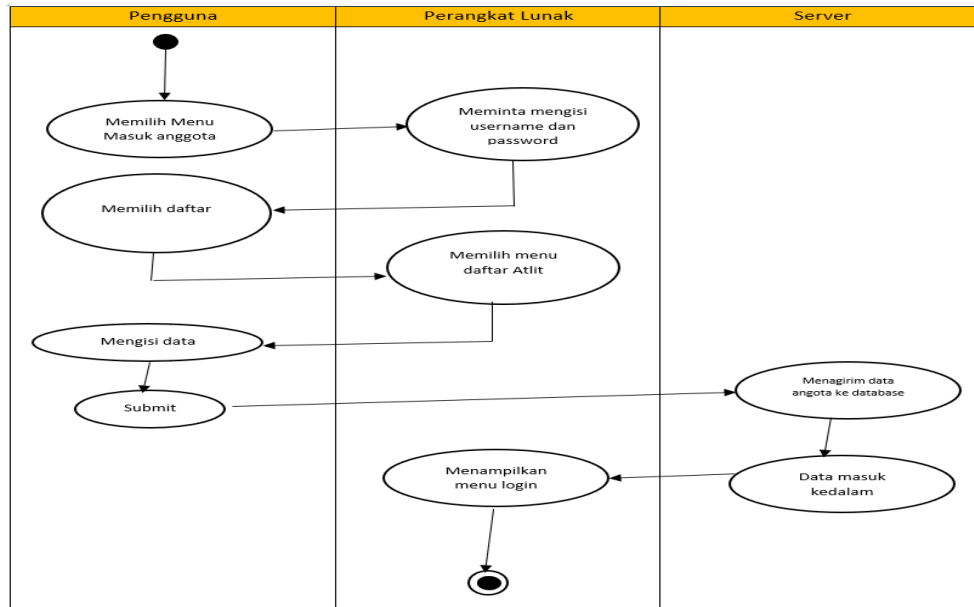 Pengguna
Perangkat Lunak
Server
Memilih Menu
Masuk anggota
Meminta mengisi
username dan
password
Memilih daftar
Memilih menu
daftar Atlit
Mengisi data
Submit
Menagirim data
angota ke database
Menampilkan
menu login
Data masuk
kedalam